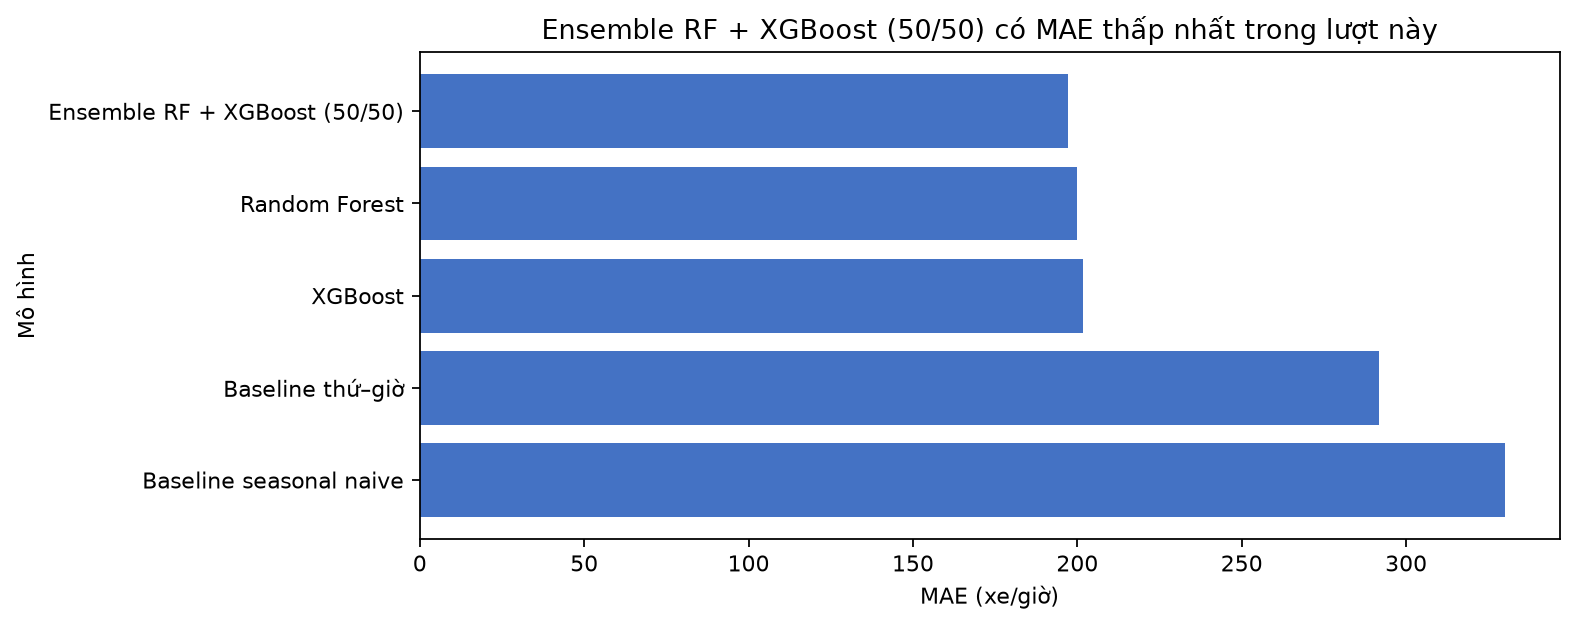 Ensemble RF + XGBoost (50/50) có MAE thấp nhất trong lượt này
Mô hình
Ensemble RF + XGBoost (50/50)
Random Forest
XGBoost
Baseline thứ–giờ
Baseline seasonal naive
0 50 100 150 200 250 300
MAE (xe/giờ)